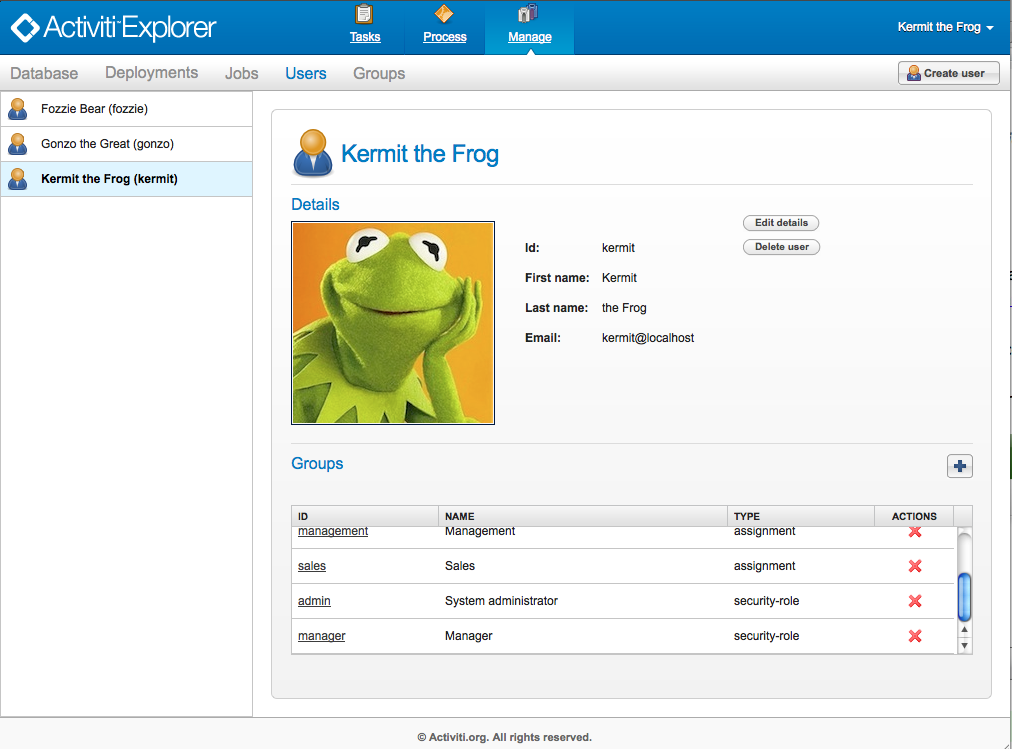 Activiti Explorer
Tasks
Process
Manage
Kermit the Frog
Database
Deployments
Jobs
Users
Groups
Create user
Fozzie Bear (fozzie)
Gonzo the Great (gonzo)
Kermit the Frog (kermit)
Kermit the Frog
Details
Edit details
Delete user
Id: kermit
First name: Kermit
Last name: the Frog
Email: kermit@localhost
Groups
ID NAME TYPE ACTIONS
management Management assignment
sales Sales assignment
admin System administrator security-role
manager Manager security-role
© Activiti.org. All rights reserved.